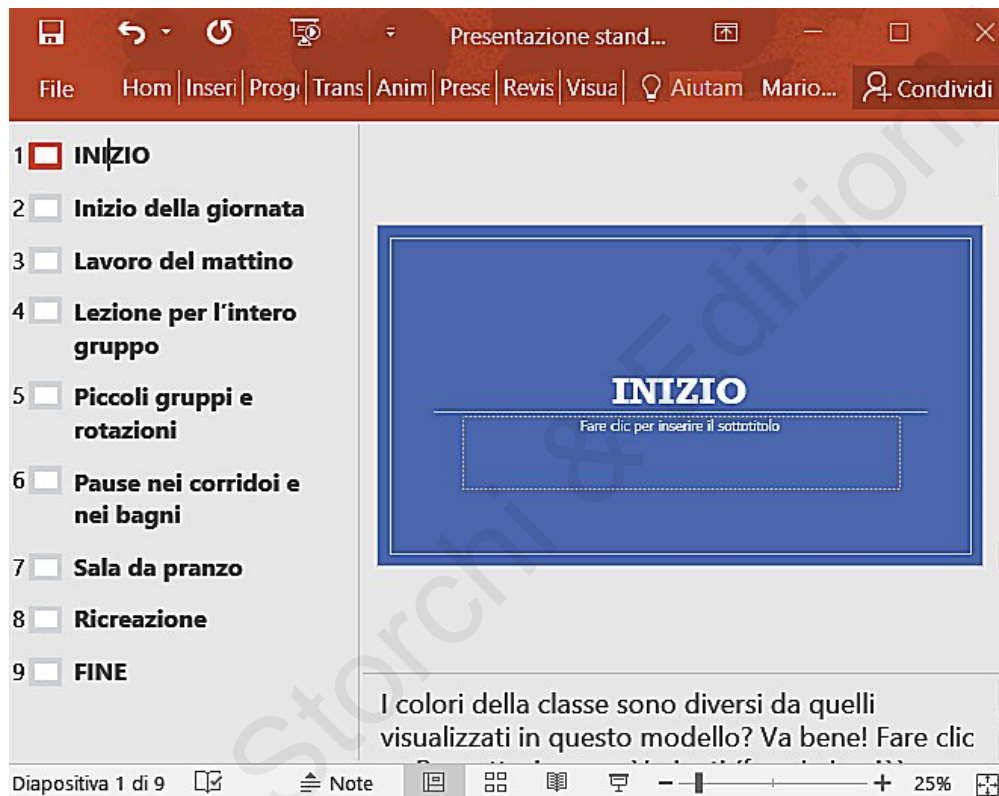 Presentazione stand...
File Hom Inseri Prog Trans Anim Prese Revis Visua Aiutam Mario... Condividi
1 INIZIO
2 Inizio della giornata
3 Lavoro del mattino
4 Lezione per l'intero
gruppo
5 Piccoli gruppi e
rotazioni
6 Pause nei corridoi e
nei bagni
7 Sala da pranzo
8 Ricreazione
9 FINE
INIZIO
Fare clic per inserire il sottotitolo
I colori della classe sono diversi da quelli
visualizzati in questo modello? Va bene! Fare clic
Diapositiva 1 di 9 Note 25%
Storchi & Edizioni